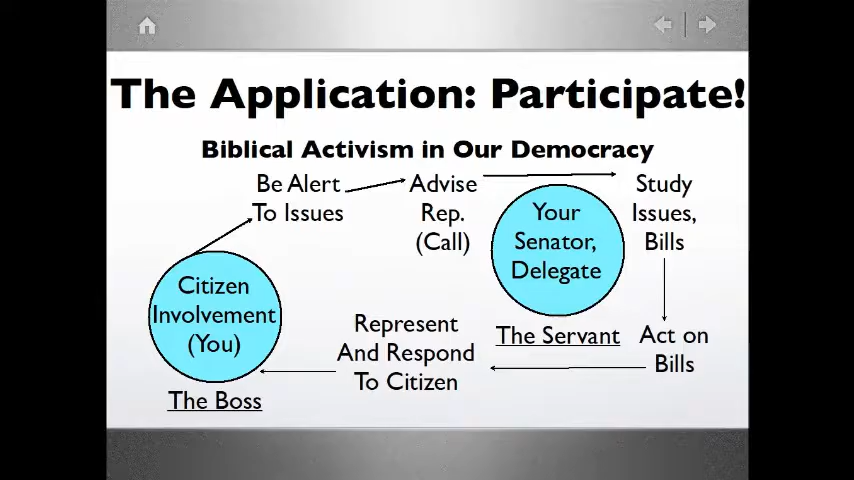 The Application: Participate!
Biblical Activism in Our Democracy
Be Alert
To Issues
Advise
Rep.
(Call)
Your
Senator,
Delegate
The Servant
Study
Issues,
Bills
Act on
Bills
Represent
And Respond
To Citizen
Citizen
Involvement
(You)
The Boss